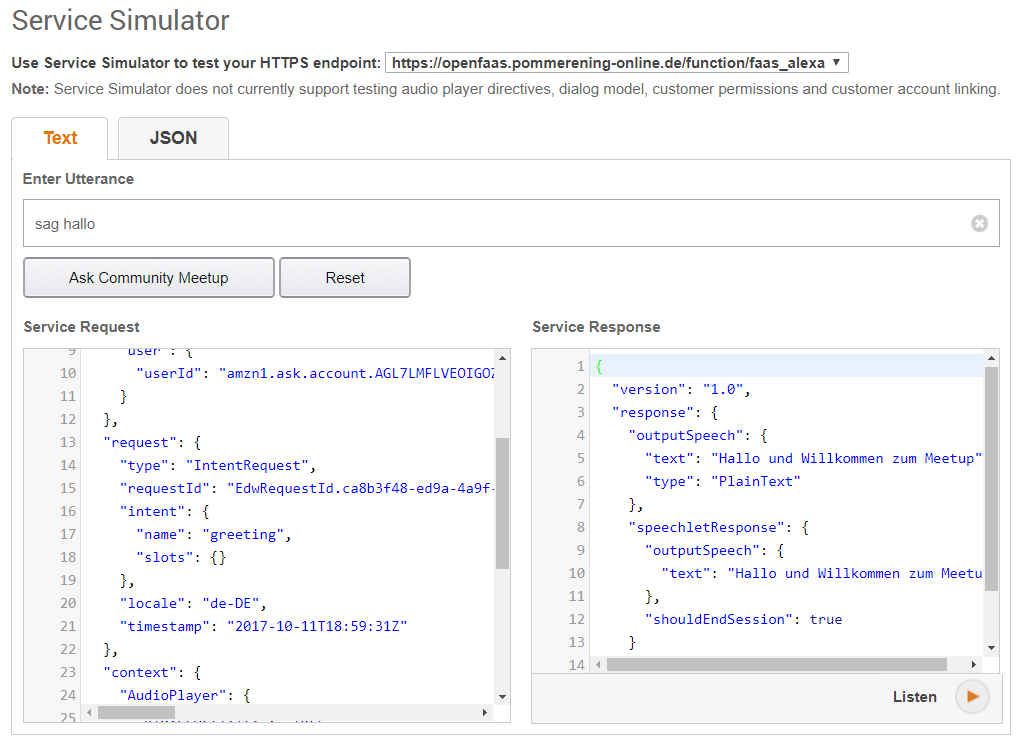 Service Simulator
Use Service Simulator to test your HTTPS endpoint: https://openfaas.pommerening-online.de/function/faas_alexa
Note: Service Simulator does not currently support testing audio player directives, dialog model, customer permissions and customer account linking.
Text JSON
Enter Utterance
sag hallo
Ask Community Meetup Reset
Service Request
9 "user": {
10 "userId": "amzn1.ask.account.AGL7LMFLVEOIGOZ
11 }
12 },
13 "request": {
14 "type": "IntentRequest",
15 "requestId": "EdwRequestId.ca8b3f48-ed9a-4a9f-
16 "intent": {
17 "name": "greeting",
18 "slots": {}
19 },
20 "locale": "de-DE",
21 "timestamp": "2017-10-11T18:59:31Z"
22 },
23 "context": {
24 "AudioPlayer": {
25
Service Response
1 {
2 "version": "1.0",
3 "response": {
4 "outputSpeech": {
5 "text": "Hallo und Willkommen zum Meetup"
6 "type": "PlainText"
7 },
8 "speechletResponse": {
9 "outputSpeech": {
10 "text": "Hallo und Willkommen zum Meetu
11 },
12 "shouldEndSession": true
13 }
14
Listen